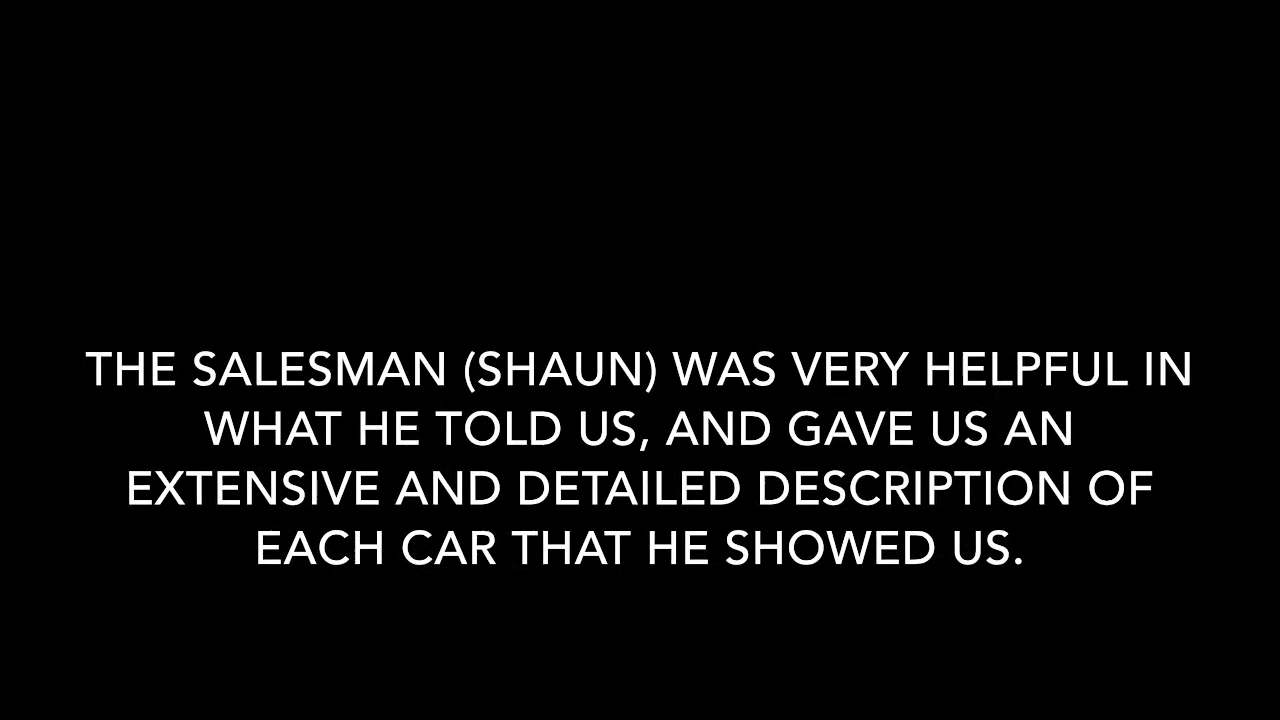 THE SALESMAN (SHAUN) WAS VERY HELPFUL IN
WHAT HE TOLD US, AND GAVE US AN
EXTENSIVE AND DETAILED DESCRIPTION OF
EACH CAR THAT HE SHOWED US.